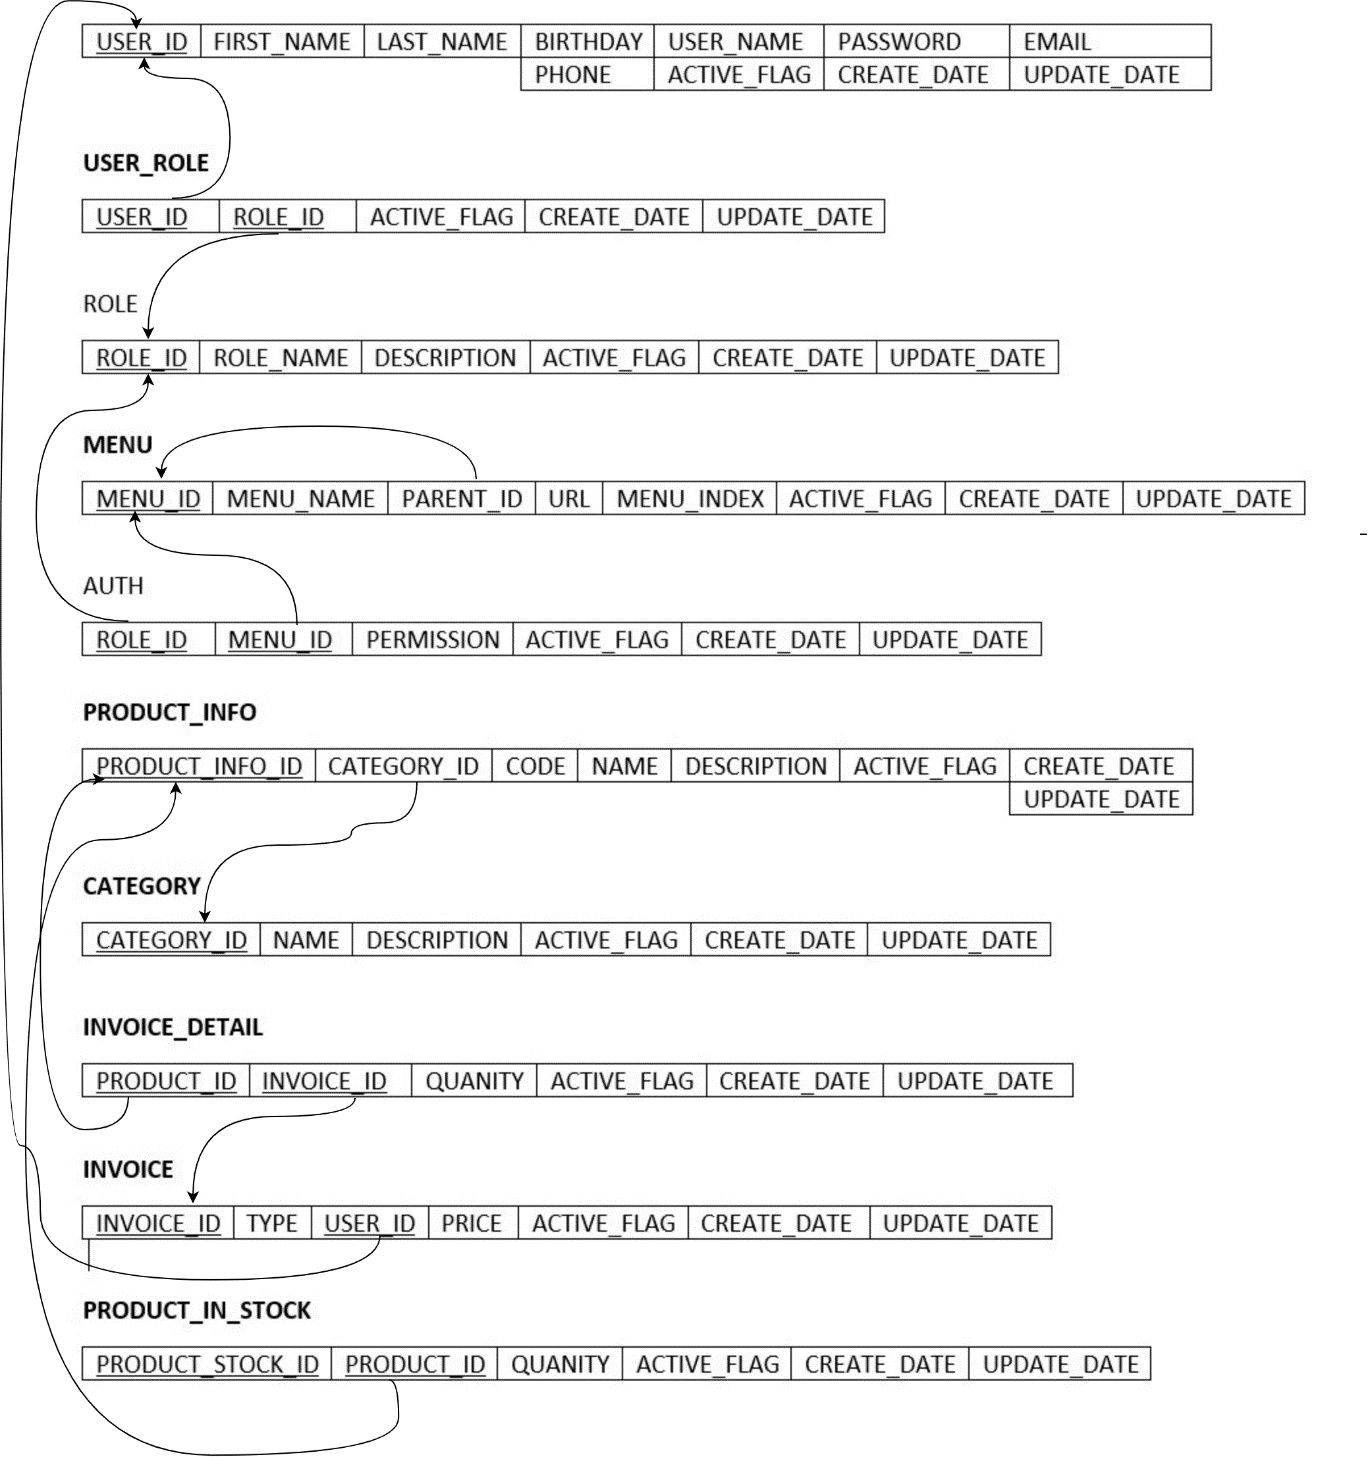 USER_ID FIRST_NAME LAST_NAME BIRTHDAY USER_NAME PASSWORD EMAIL
PHONE ACTIVE_FLAG CREATE_DATE UPDATE_DATE
USER_ROLE
USER_ID ROLE_ID ACTIVE_FLAG CREATE_DATE UPDATE_DATE
ROLE
ROLE_ID ROLE_NAME DESCRIPTION ACTIVE_FLAG CREATE_DATE UPDATE_DATE
MENU
MENU_ID MENU_NAME PARENT_ID URL MENU_INDEX ACTIVE_FLAG CREATE_DATE UPDATE_DATE
AUTH
ROLE_ID MENU_ID PERMISSION ACTIVE_FLAG CREATE_DATE UPDATE_DATE
PRODUCT_INFO
PRODUCT_INFO_ID CATEGORY_ID CODE NAME DESCRIPTION ACTIVE_FLAG CREATE_DATE
UPDATE_DATE
CATEGORY
CATEGORY_ID NAME DESCRIPTION ACTIVE_FLAG CREATE_DATE UPDATE_DATE
INVOICE_DETAIL
PRODUCT_ID INVOICE_ID QUANITY ACTIVE_FLAG CREATE_DATE UPDATE_DATE
INVOICE
INVOICE_ID TYPE USER_ID PRICE ACTIVE_FLAG CREATE_DATE UPDATE_DATE
PRODUCT_IN_STOCK
PRODUCT_STOCK_ID PRODUCT_ID QUANITY ACTIVE_FLAG CREATE_DATE UPDATE_DATE